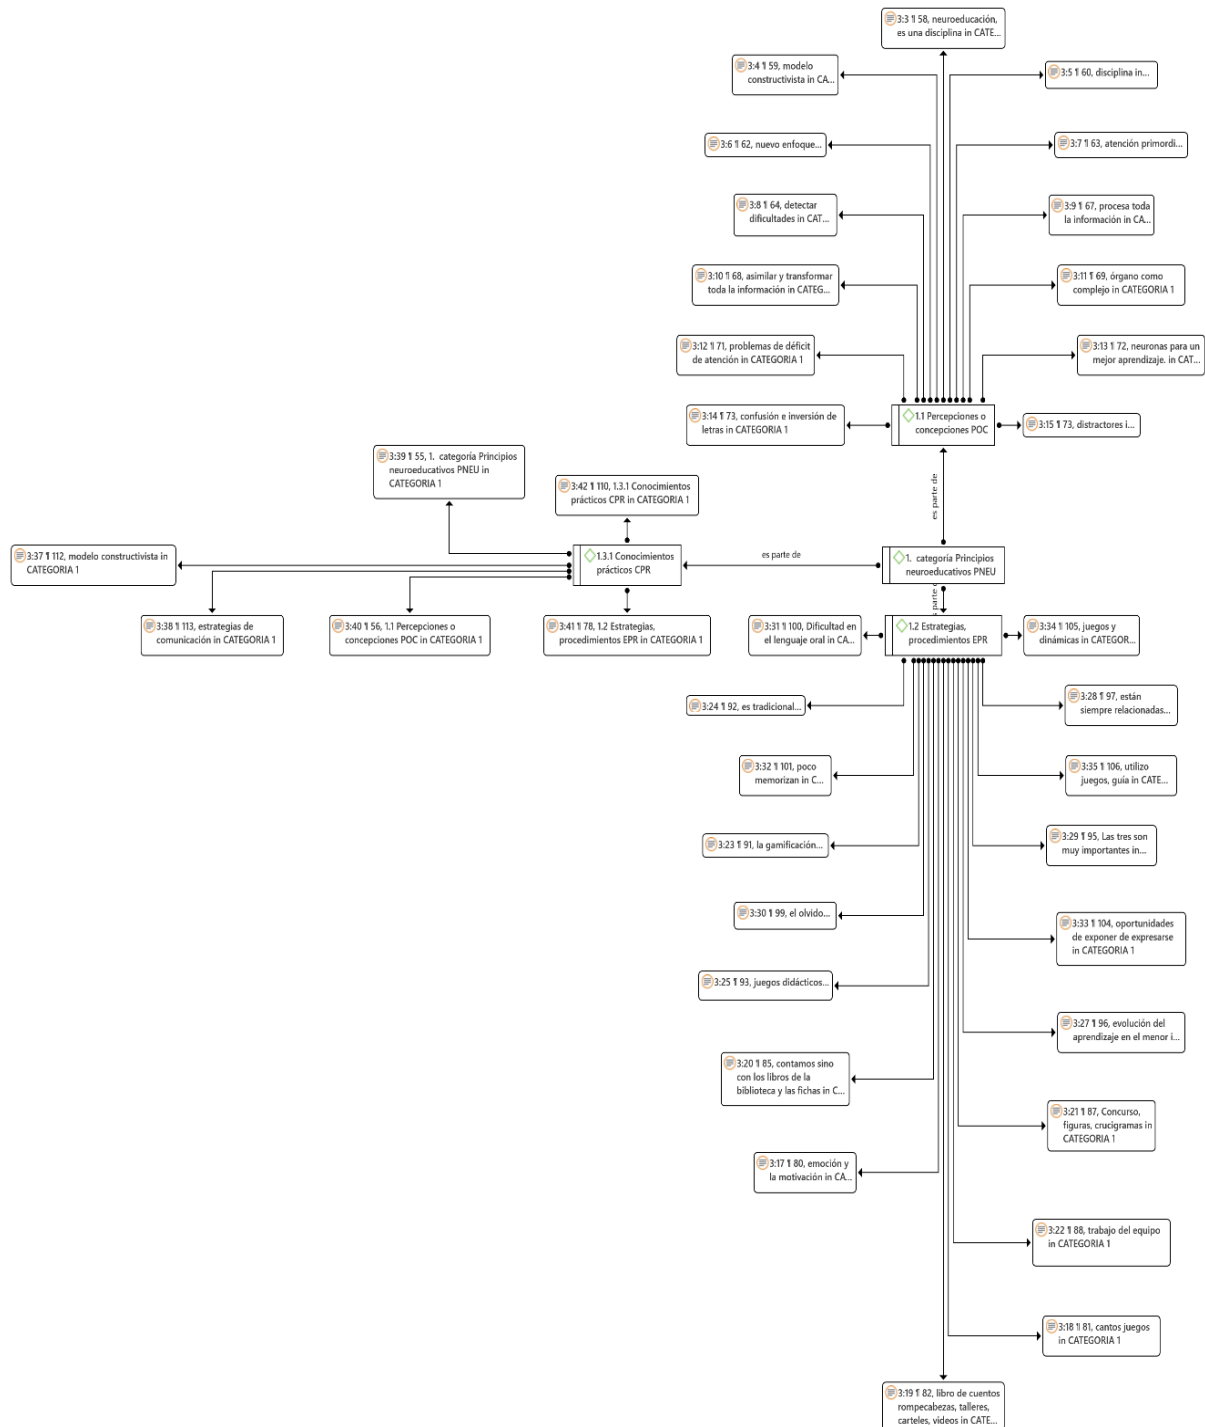 3:3 ¶ 58, neuroeducación,
es una disciplina in CATE...
3:4 ¶ 59, modelo
constructivista in CA...
3:5 ¶ 60, disciplina in...
3:6 ¶ 62, nuevo enfoque...
3:7 ¶ 63, atención primordi...
3:8 ¶ 64, detectar
dificultades in CAT...
3:9 ¶ 67, procesa toda
la información in CA...
3:10 ¶ 68, asimilar y transformar
toda la información in CATEG...
3:11 ¶ 69, órgano como
complejo in CATEGORIA 1
3:12 ¶ 71, problemas de déficit
de atención in CATEGORIA 1
3:13 ¶ 72, neuronas para un
mejor aprendizaje. in CAT...
3:14 ¶ 73, confusión e inversión de
letras in CATEGORIA 1
1.1 Percepciones o
concepciones POC
3:15 ¶ 73, distractores i...
es parte de
3:39 ¶ 55, 1. categoría Principios
neuroeducativos PNEU in
CATEGORIA 1
3:42 ¶ 110, 1.3.1 Conocimientos
prácticos CPR in CATEGORIA 1
3:37 ¶ 112, modelo constructivista in
CATEGORIA 1
1.3.1 Conocimientos
prácticos CPR
es parte de
1. categoría Principios
neuroeducativos PNEU
3:38 ¶ 113, estrategias de
comunicación in CATEGORIA 1
3:40 ¶ 56, 1.1 Percepciones o
concepciones POC in CATEGORIA 1
3:41 ¶ 78, 1.2 Estrategias,
procedimientos EPR in CATEGORIA 1
3:31 ¶ 100, Dificultad en
el lenguaje oral in CA...
s parte
1.2 Estrategias,
procedimientos EPR
3:34 ¶ 105, juegos y
dinámicas in CATEGOR...
3:24 ¶ 92, es tradicional...
3:28 ¶ 97, están
siempre relacionadas...
3:32 ¶ 101, poco
memorizan in C...
3:35 ¶ 106, utilizo
juegos, guía in CATE...
3:23 ¶ 91, la gamificación...
3:29 ¶ 95, Las tres son
muy importantes in...
3:30 ¶ 99, el olvido...
3:33 ¶ 104, oportunidades
de exponer de expresarse
in CATEGORIA 1
3:25 ¶ 93, juegos didácticos...
3:27 ¶ 96, evolución del
aprendizaje en el menor i...
3:20 ¶ 85, contamos sino
con los libros de la
biblioteca y las fichas in C...
3:21 ¶ 87, Concurso,
figuras, crucigramas in
CATEGORIA 1
3:17 ¶ 80, emoción y
la motivación in CA...
3:22 ¶ 88, trabajo del equipo
in CATEGORIA 1
3:18 ¶ 81, cantos juegos
in CATEGORIA 1
3:19 ¶ 82, libro de cuentos
rompecabezas, talleres,
carteles, videos in CATE...